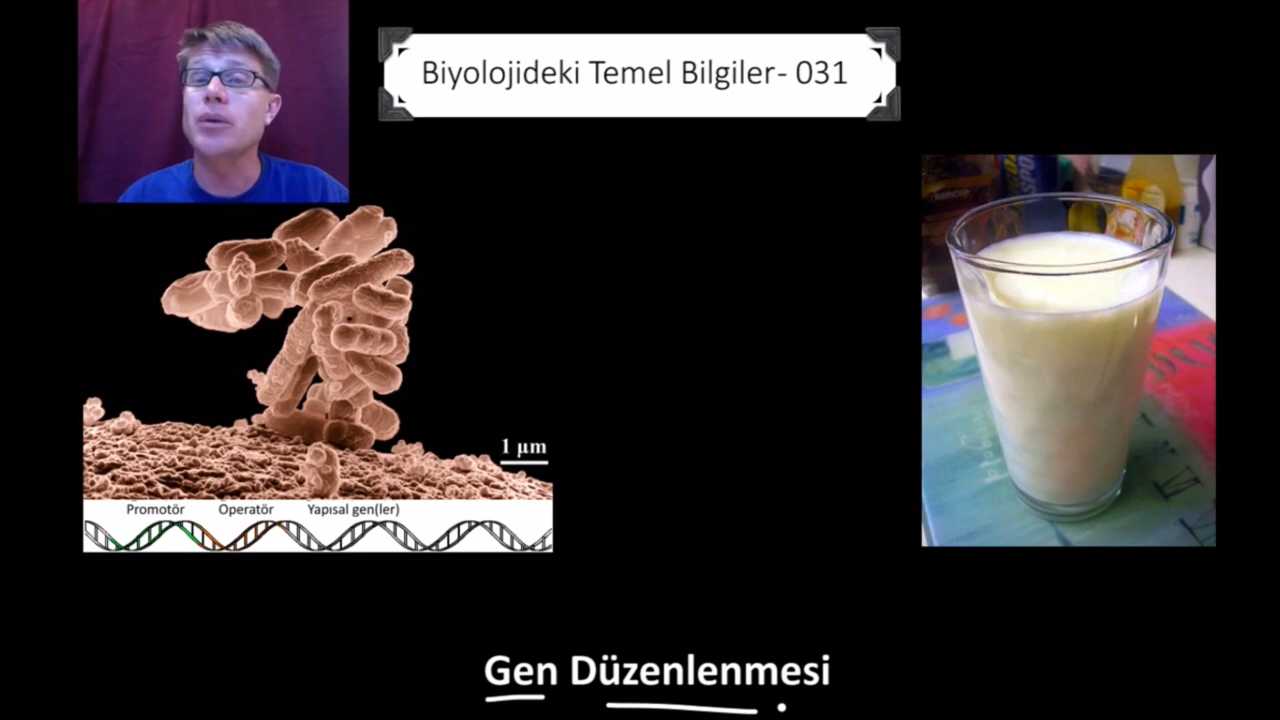 Biyolojideki Temel Bilgiler- 031
1 µm
Promotör Operatör Yapısal gen(ler)
Gen Düzenlenmesi